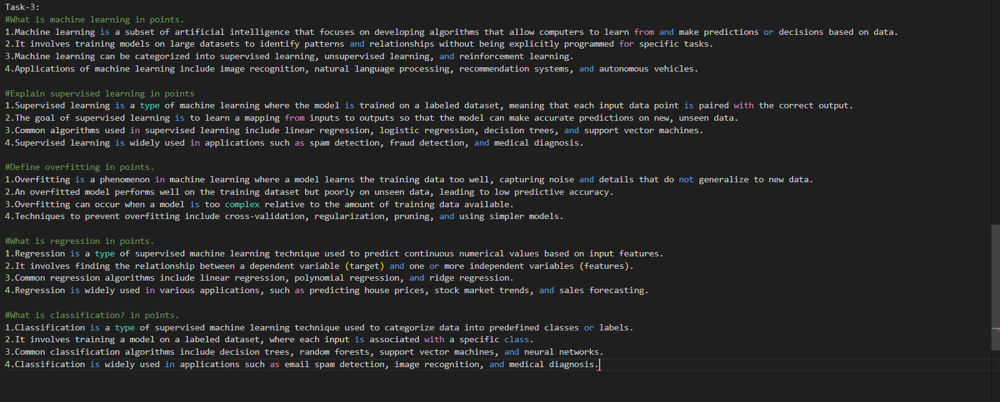 Task-3:
#What is machine learning in points.
1.Machine learning is a subset of artificial intelligence that focuses on developing algorithms that allow computers to learn from and make predictions or decisions based on data.
2.It involves training models on large datasets to identify patterns and relationships without being explicitly programmed for specific tasks.
3.Machine learning can be categorized into supervised learning, unsupervised learning, and reinforcement learning.
4.Applications of machine learning include image recognition, natural language processing, recommendation systems, and autonomous vehicles.
#Explain supervised learning in points
1.Supervised learning is a type of machine learning where the model is trained on a labeled dataset, meaning that each input data point is paired with the correct output.
2.The goal of supervised learning is to learn a mapping from inputs to outputs so that the model can make accurate predictions on new, unseen data.
3.Common algorithms used in supervised learning include linear regression, logistic regression, decision trees, and support vector machines.
4.Supervised learning is widely used in applications such as spam detection, fraud detection, and medical diagnosis.
#Define overfitting in points.
1.Overfitting is a phenomenon in machine learning where a model learns the training data too well, capturing noise and details that do not generalize to new data.
2.An overfitted model performs well on the training dataset but poorly on unseen data, leading to low predictive accuracy.
3.Overfitting can occur when a model is too complex relative to the amount of training data available.
4.Techniques to prevent overfitting include cross-validation, regularization, pruning, and using simpler models.
#What is regression in points.
1.Regression is a type of supervised machine learning technique used to predict continuous numerical values based on input features.
2.It involves finding the relationship between a dependent variable (target) and one or more independent variables (features).
3.Common regression algorithms include linear regression, polynomial regression, and ridge regression.
4.Regression is widely used in various applications, such as predicting house prices, stock market trends, and sales forecasting.
#What is classification? in points.
1.Classification is a type of supervised machine learning technique used to categorize data into predefined classes or labels.
2.It involves training a model on a labeled dataset, where each input is associated with a specific class.
3.Common classification algorithms include decision trees, random forests, support vector machines, and neural networks.
4.Classification is widely used in applications such as email spam detection, image recognition, and medical diagnosis.